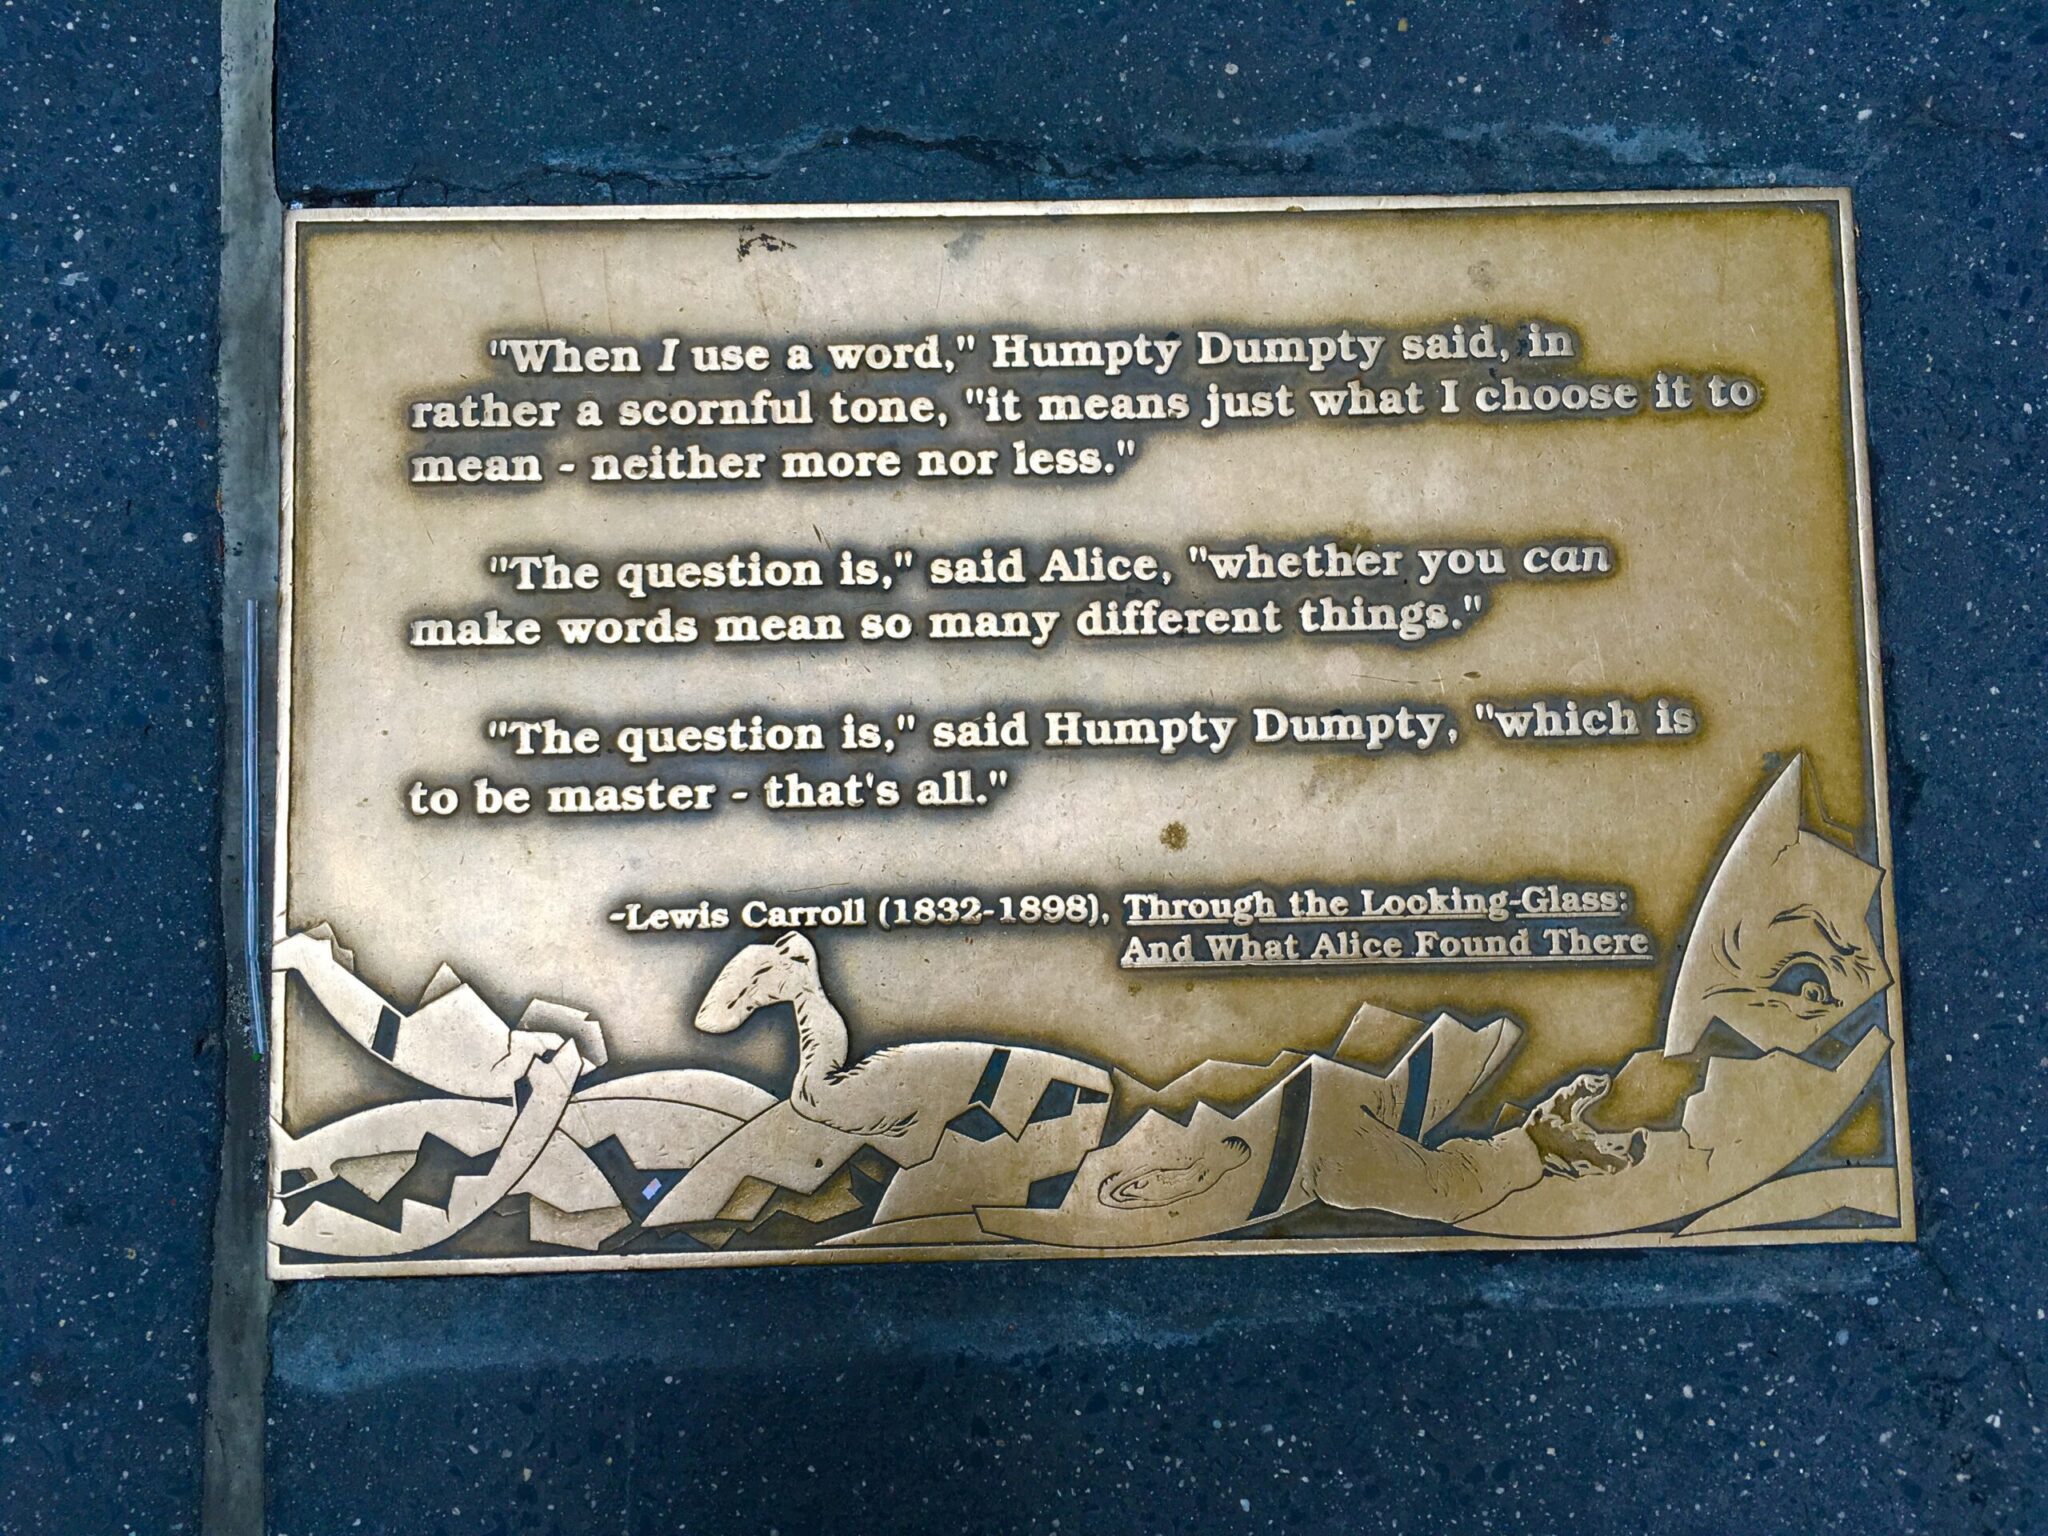 "When I use a word," Humpty Dumpty said, in
rather a scornful tone, "it means just what I choose it to
mean - neither more nor less."
"The question is," said Alice, "whether you can
make words mean so many different things."
"The question is," said Humpty Dumpty, "which is
to be master - that's all."
-Lewis Carroll (1832-1898), Through the Looking-Glass:
And What Alice Found There